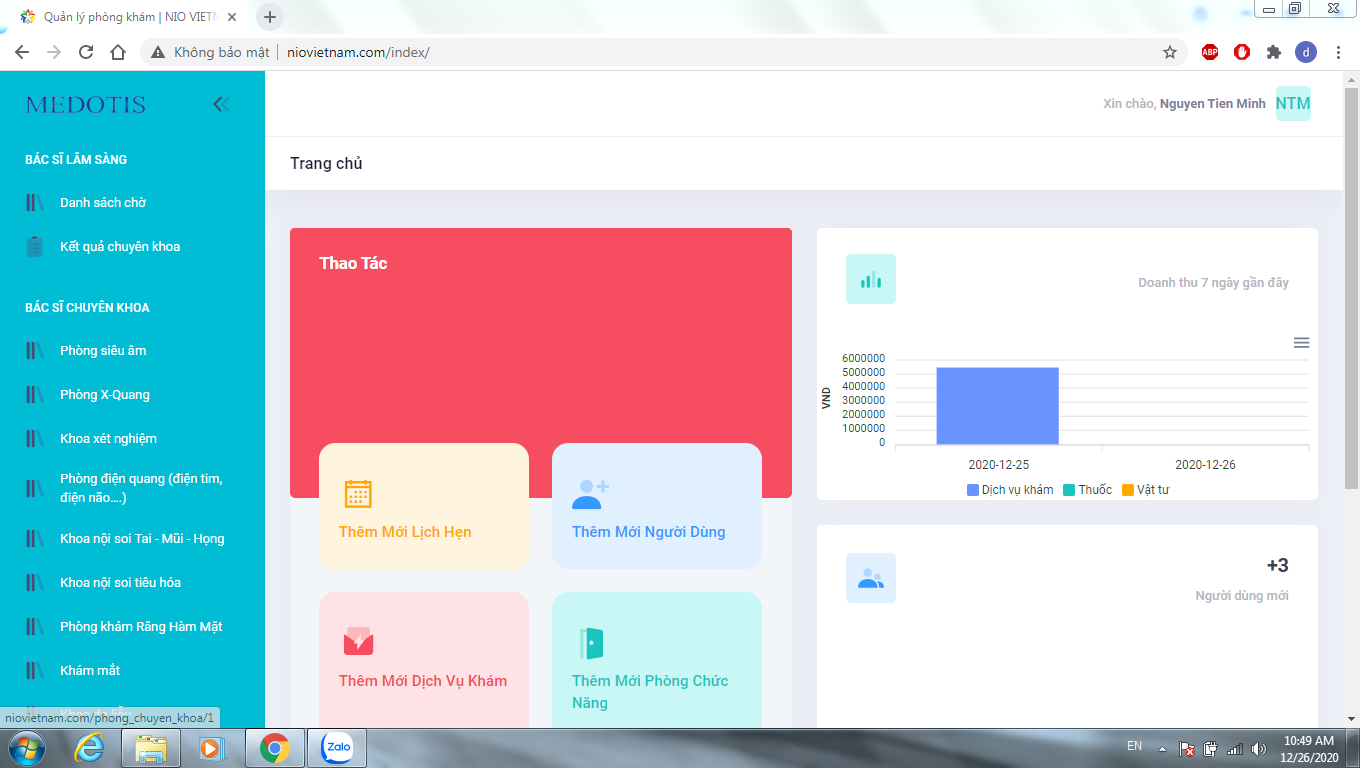 Quản lý phòng khám | NIO VIETN
Không bảo mật
niovietnam.com/index/
ABP
d
MEDOTIS
Xin chào, Nguyen Tien Minh
NTM
Trang chủ
BÁC SĨ LÂM SÀNG
Danh sách chờ
Kết quả chuyên khoa
BÁC SĨ CHUYÊN KHOA
Phòng siêu âm
Phòng X-Quang
Khoa xét nghiệm
Phòng điện quang (điện tim,
điện não....)
Khoa nội soi Tai - Mũi - Họng
Khoa nội soi tiêu hóa
Phòng khám Răng Hàm Mặt
Khám mắt
Khoa da liễu
niovietnam.com/phong_chuyen_khoa/1
Thao Tác
Thêm Mới Lịch Hẹn
Thêm Mới Người Dùng
Thêm Mới Dịch Vụ Khám
Thêm Mới Phòng Chức
Năng
Doanh thu 7 ngày gần đây
VND
6000000
5000000
4000000
3000000
2000000
1000000
0
2020-12-25
2020-12-26
Dịch vụ khám
Thuốc
Vật tư
+3
Người dùng mới
Zalo
EN
10:49 AM
12/26/2020